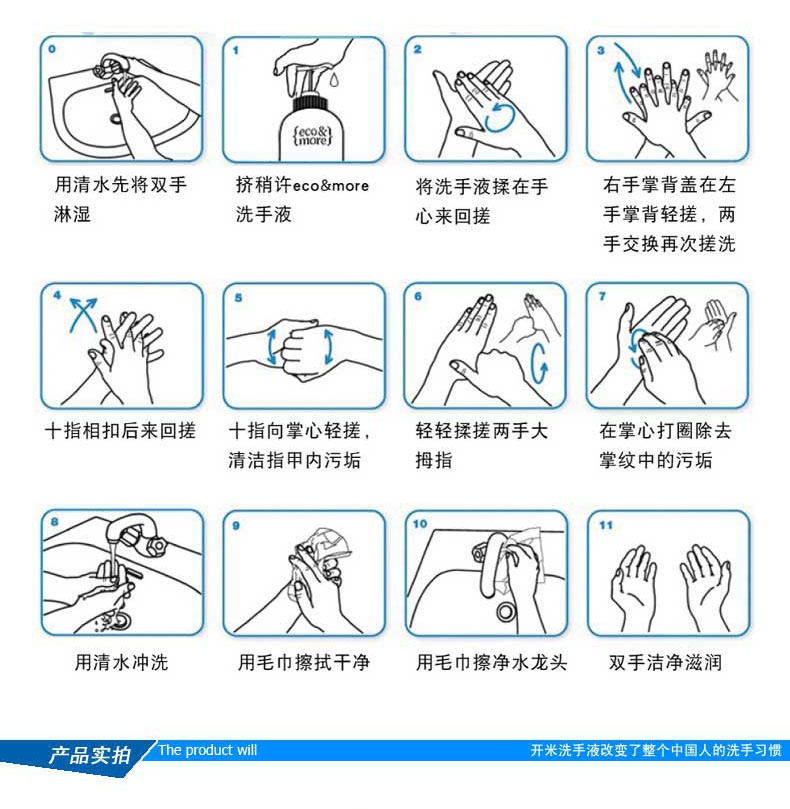 0
1
2
3
{eco&}
{more}
用清水先将双手
淋湿
挤稍许eco&more
洗手液
将洗手液揉在手
心来回搓
右手掌背盖在左
手掌背轻搓，两
手交换再次搓洗
4
5
6
7
十指相扣后来回搓
十指向掌心轻搓，
清洁指甲内污垢
轻轻揉搓两手大
拇指
在掌心打圈除去
掌纹中的污垢
8
9
10
11
用清水冲洗
用毛巾擦拭干净
用毛巾擦净水龙头
双手洁净滋润
产品实拍
The product will
开米洗手液改变了整个中国人的洗手习惯